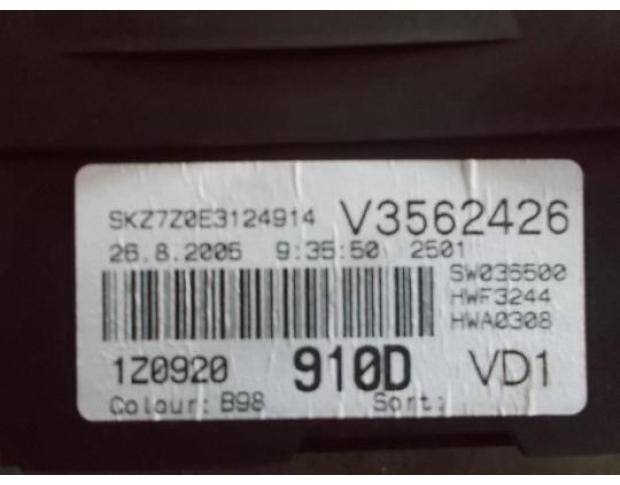 SKZ7Z0E3124914 V3562426
26.8.2005 9:35:50 2501
SW036500
HWF3244
HWA0308
1Z0920 910D VD1
Colour: B98 Sort: